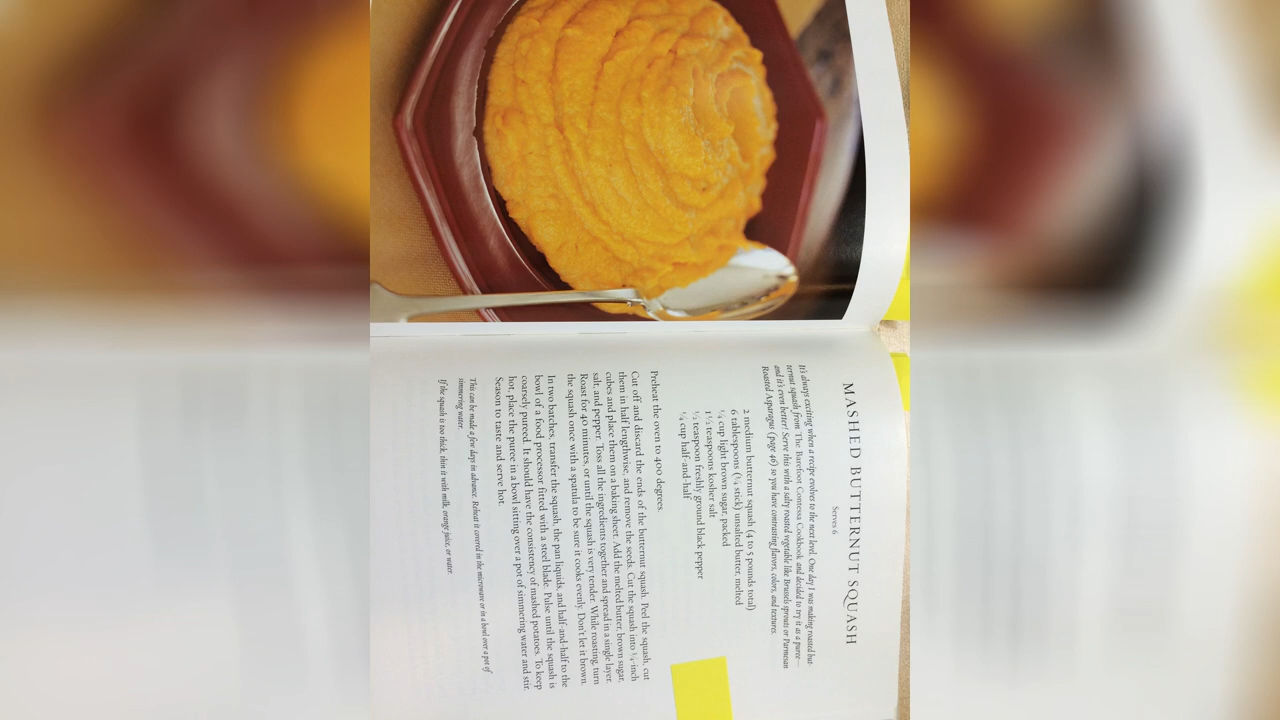 MASHED BUTTERNUT SQUASH
Serves 6
It's always exciting when a recipe evolves to the next level. One day I was making roasted but-
ternut squash from The Barefoot Contessa Cookbook and decided to try it as a puree—
and it's even better! Serve this with a salty roasted vegetable like Brussels sprouts or Parmesan
Roasted Asparagus (page 46) so you have contrasting flavors, colors, and textures.
2 medium butternut squash (4 to 5 pounds total)
6 tablespoons (¾ stick) unsalted butter, melted
¼ cup light brown sugar, packed
1½ teaspoons kosher salt
½ teaspoon freshly ground black pepper
¼ cup half-and-half
Preheat the oven to 400 degrees.
Cut off and discard the ends of the butternut squash. Peel the squash, cut
them in half lengthwise, and remove the seeds. Cut the squash into ¾-inch
cubes and place them on a baking sheet. Add the melted butter, brown sugar,
salt, and pepper. Toss all the ingredients together and spread in a single layer.
Roast for 40 minutes, or until the squash is very tender. While roasting, turn
the squash once with a spatula to be sure it cooks evenly. Don't let it brown.
In two batches, transfer the squash, the pan liquids, and half-and-half to the
bowl of a food processor fitted with a steel blade. Pulse until the squash is
coarsely pureed. It should have the consistency of mashed potatoes. To keep
hot, place the puree in a bowl sitting over a pot of simmering water and stir.
Season to taste and serve hot.
This can be made a few days in advance. Reheat it covered in the microwave or in a bowl over a pot of
simmering water.
If the squash is too thick, thin it with milk, orange juice, or water.